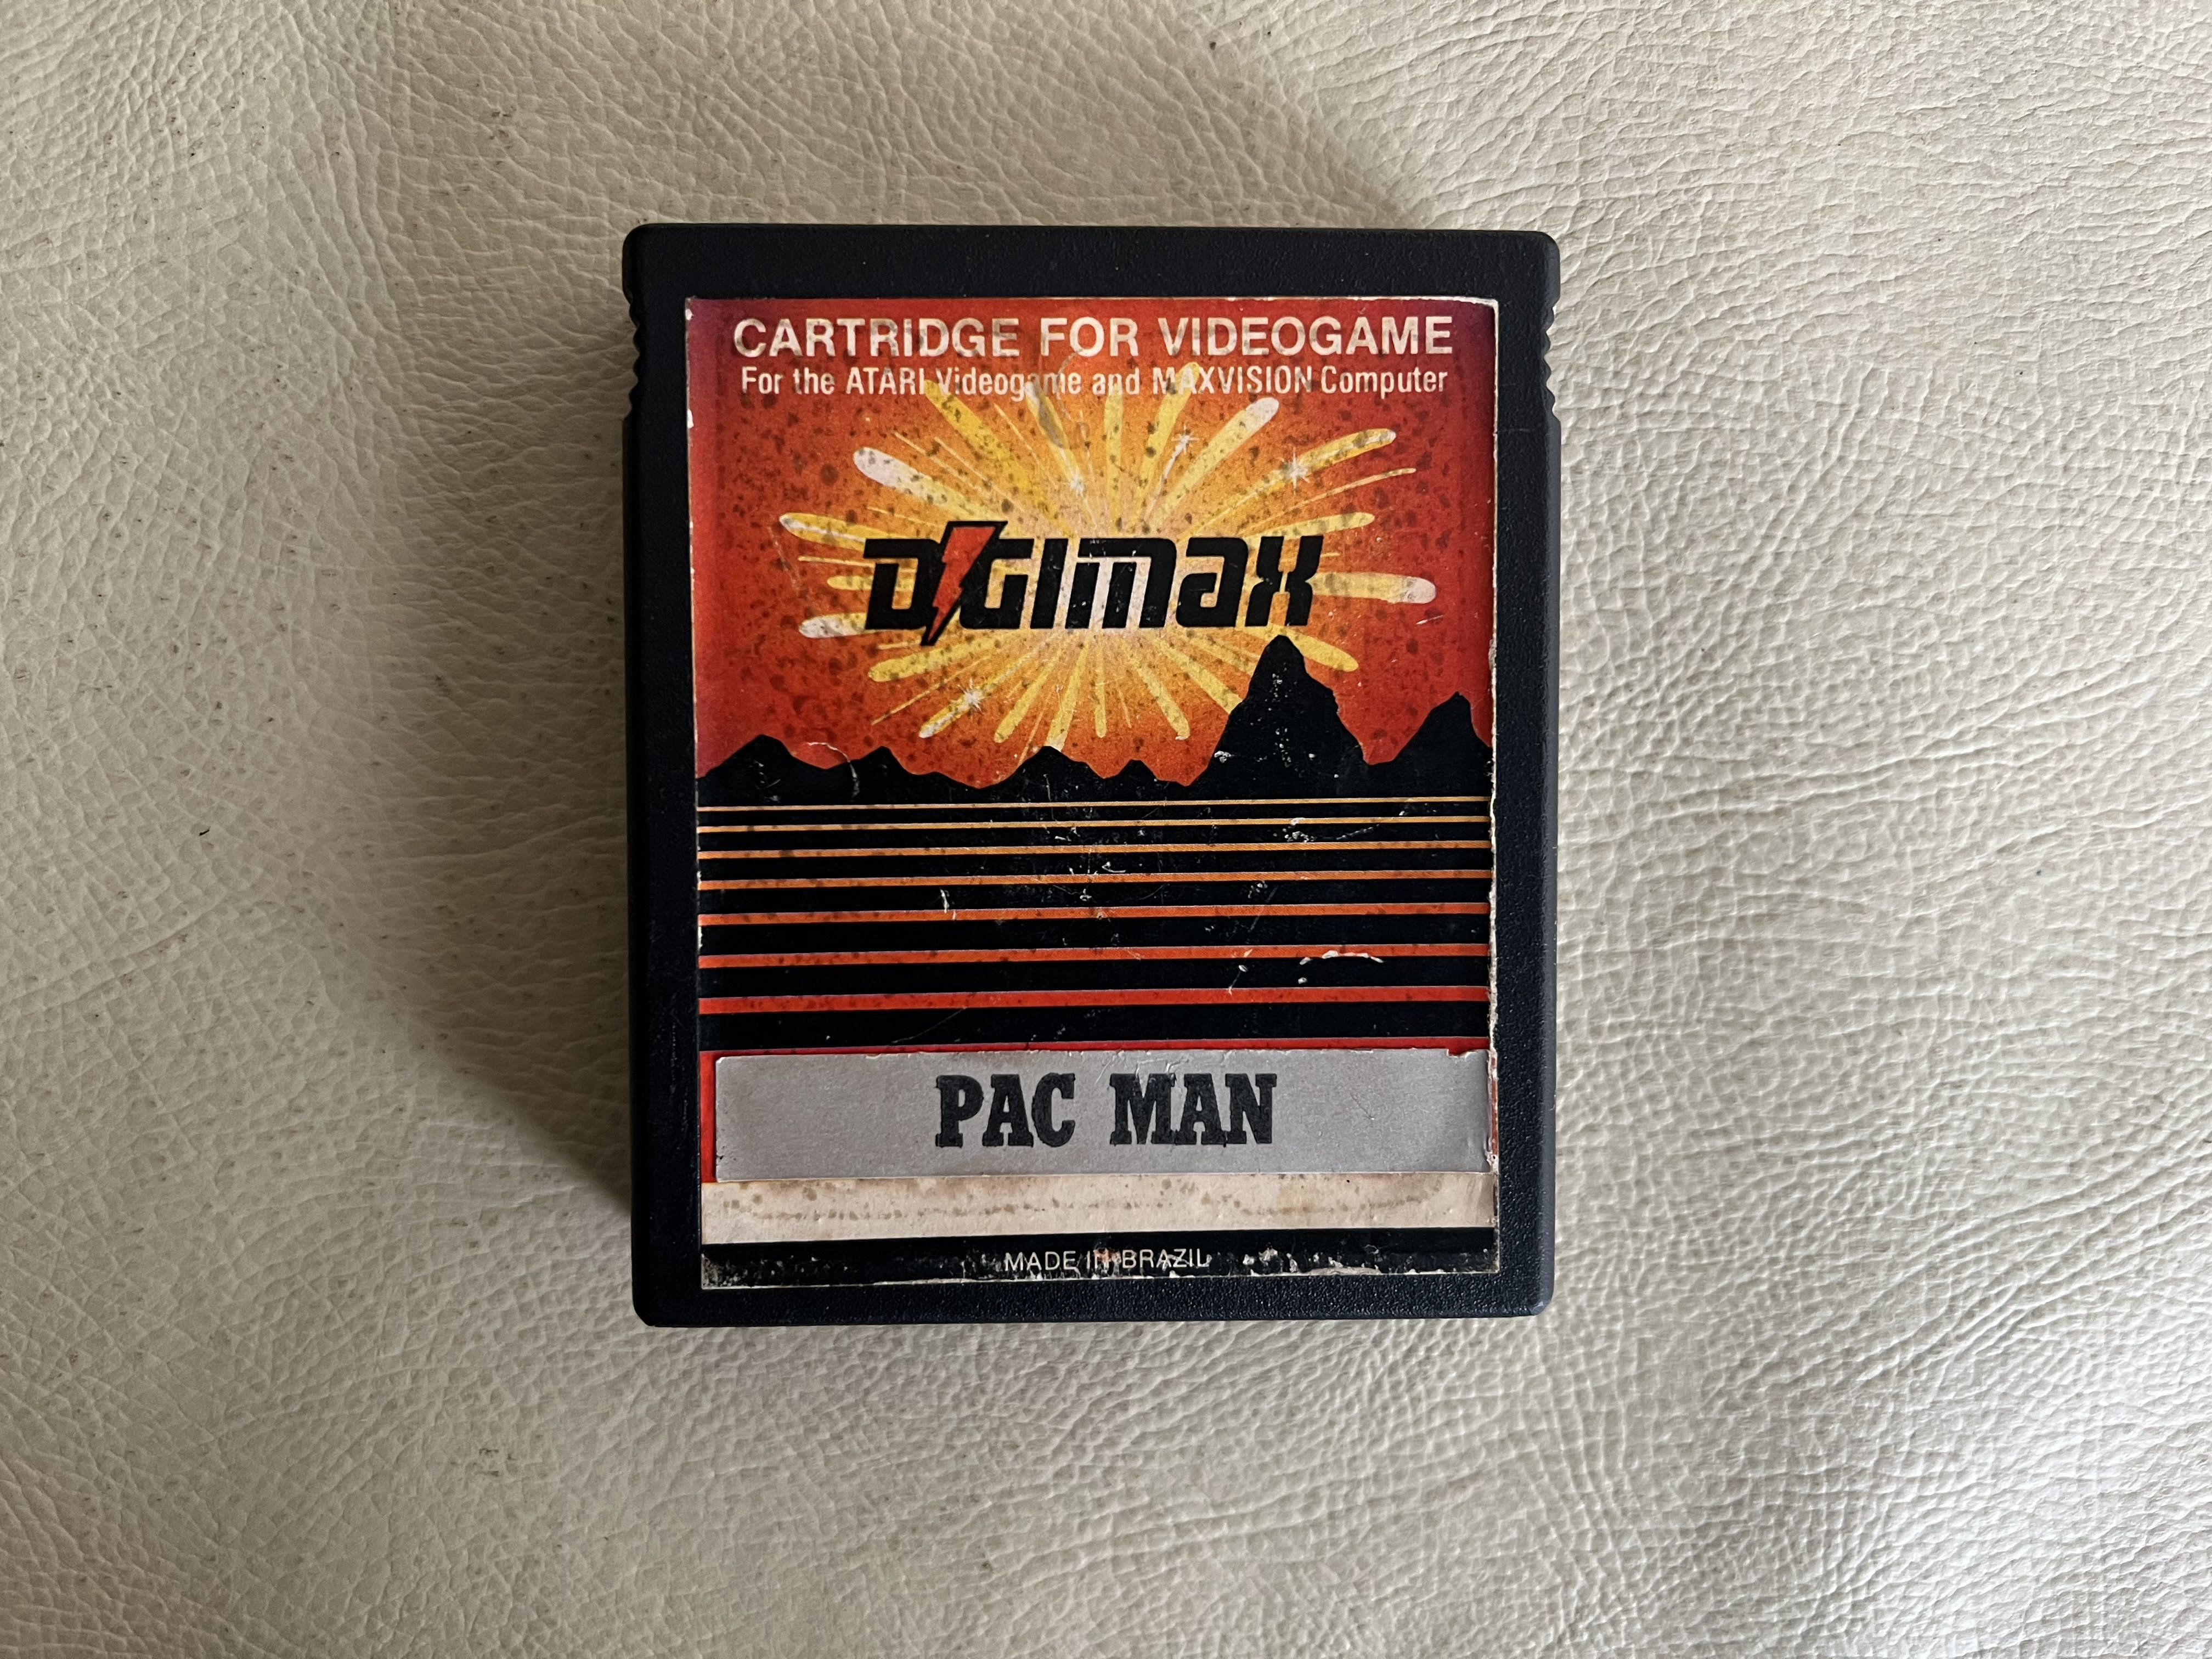 CARTRIDGE FOR VIDEOGAME
For the ATARI Videogame and MAXVISION Computer
DIGIMAX
PAC MAN
MADE IN BRAZIL